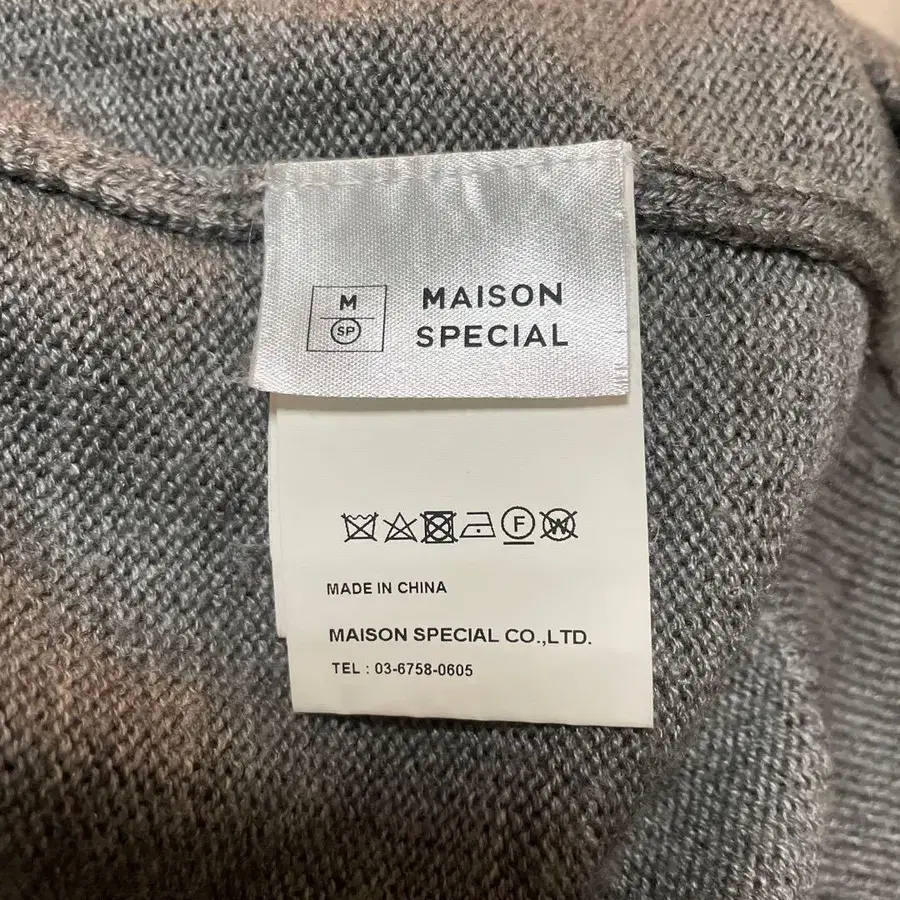 M
SP
MAISON
SPECIAL
F
W
MADE IN CHINA
MAISON SPECIAL CO.,LTD.
TEL : 03-6758-0605